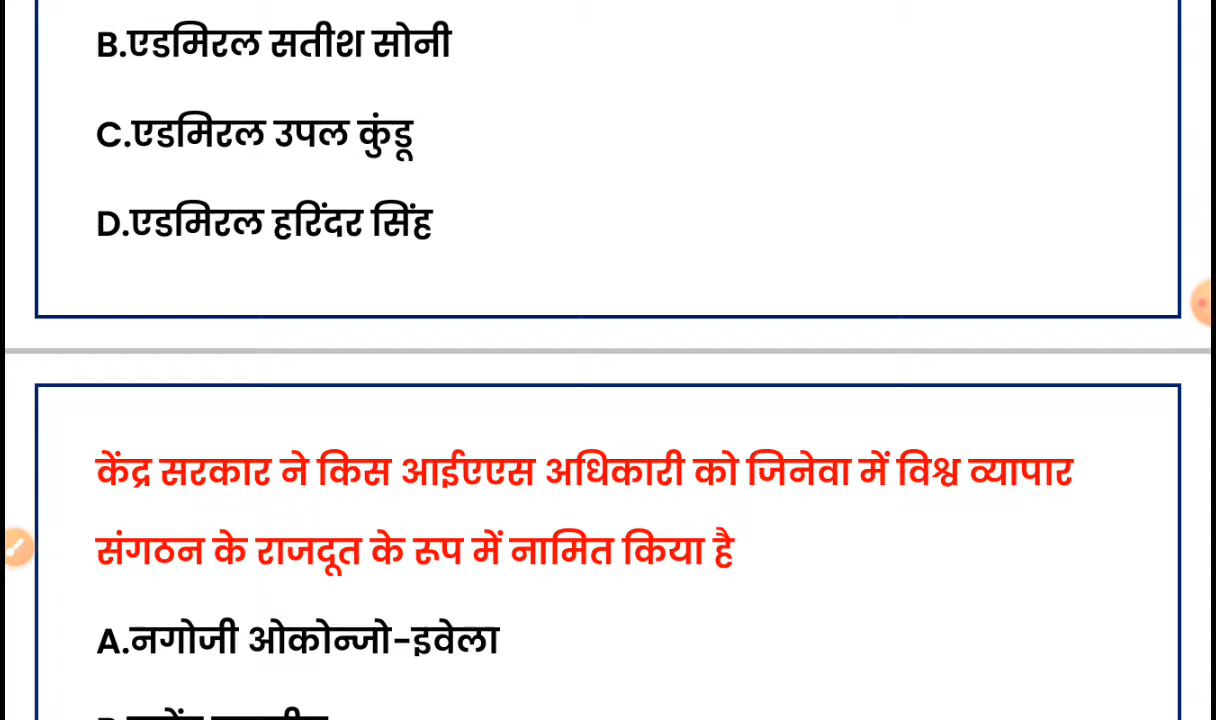 B.एडमिरल सतीश सोनी
C.एडमिरल उपल कुंडू
D.एडमिरल हरिंदर सिंह
केंद्र सरकार ने किस आईएएस अधिकारी को जिनेवा में विश्व व्यापार
संगठन के राजदूत के रूप में नामित किया है
A.नगोजी ओकोन्जो-इवेला